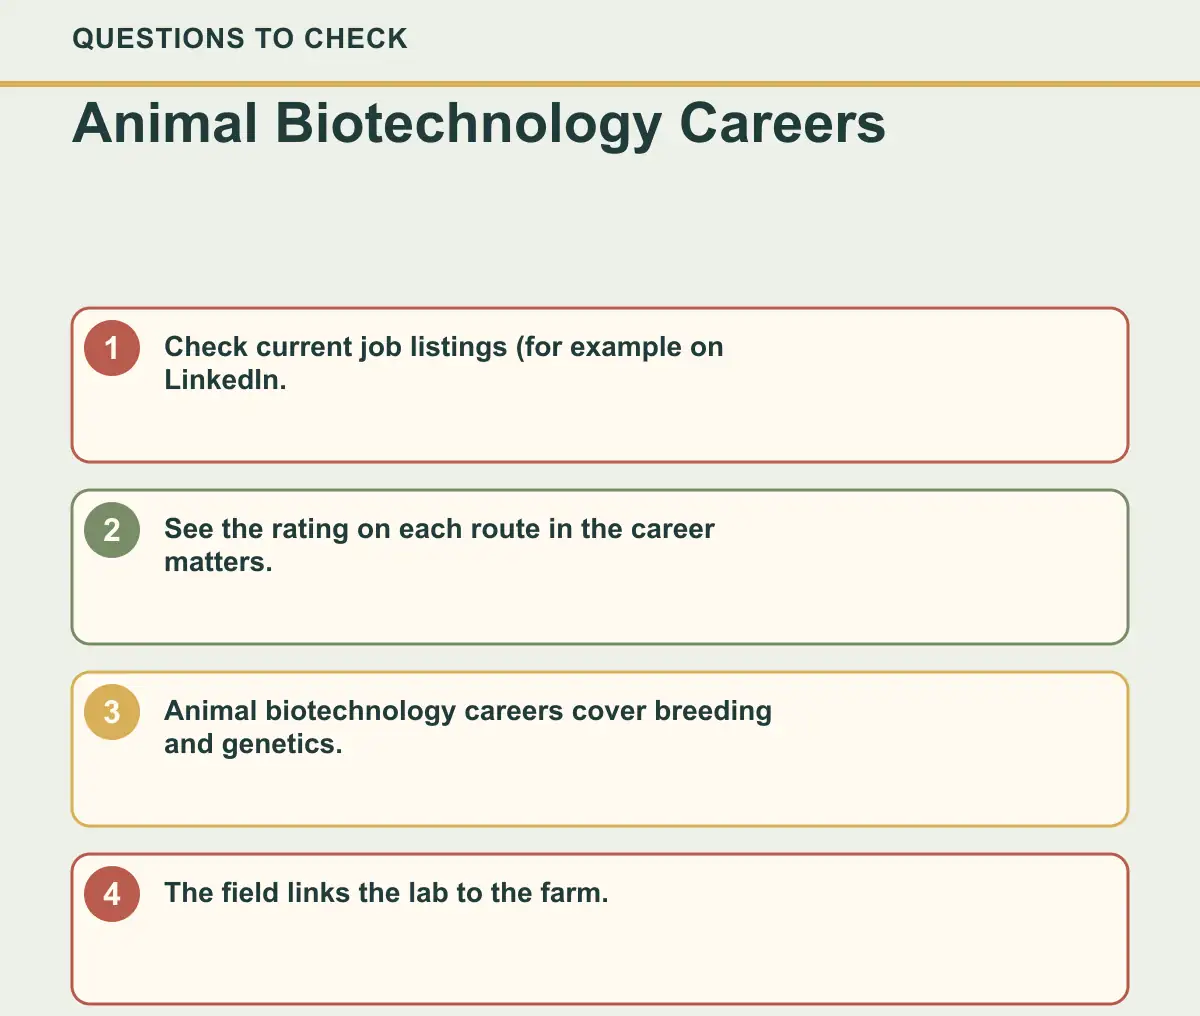 QUESTIONS TO CHECK
Animal Biotechnology Careers
1
Check current job listings (for example on
LinkedIn.
2
See the rating on each route in the career
matters.
3
Animal biotechnology careers cover breeding
and genetics.
4
The field links the lab to the farm.